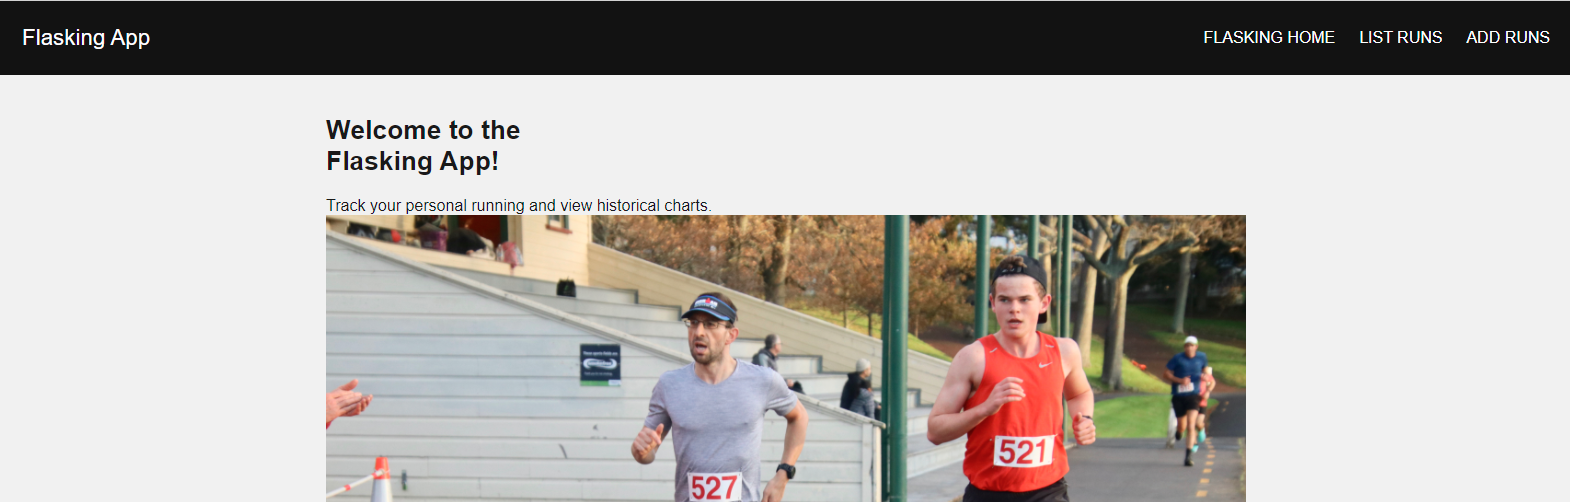 Flasking App
FLASKING HOME LIST RUNS ADD RUNS
Welcome to the
Flasking App!
Track your personal running and view historical charts.
527
521